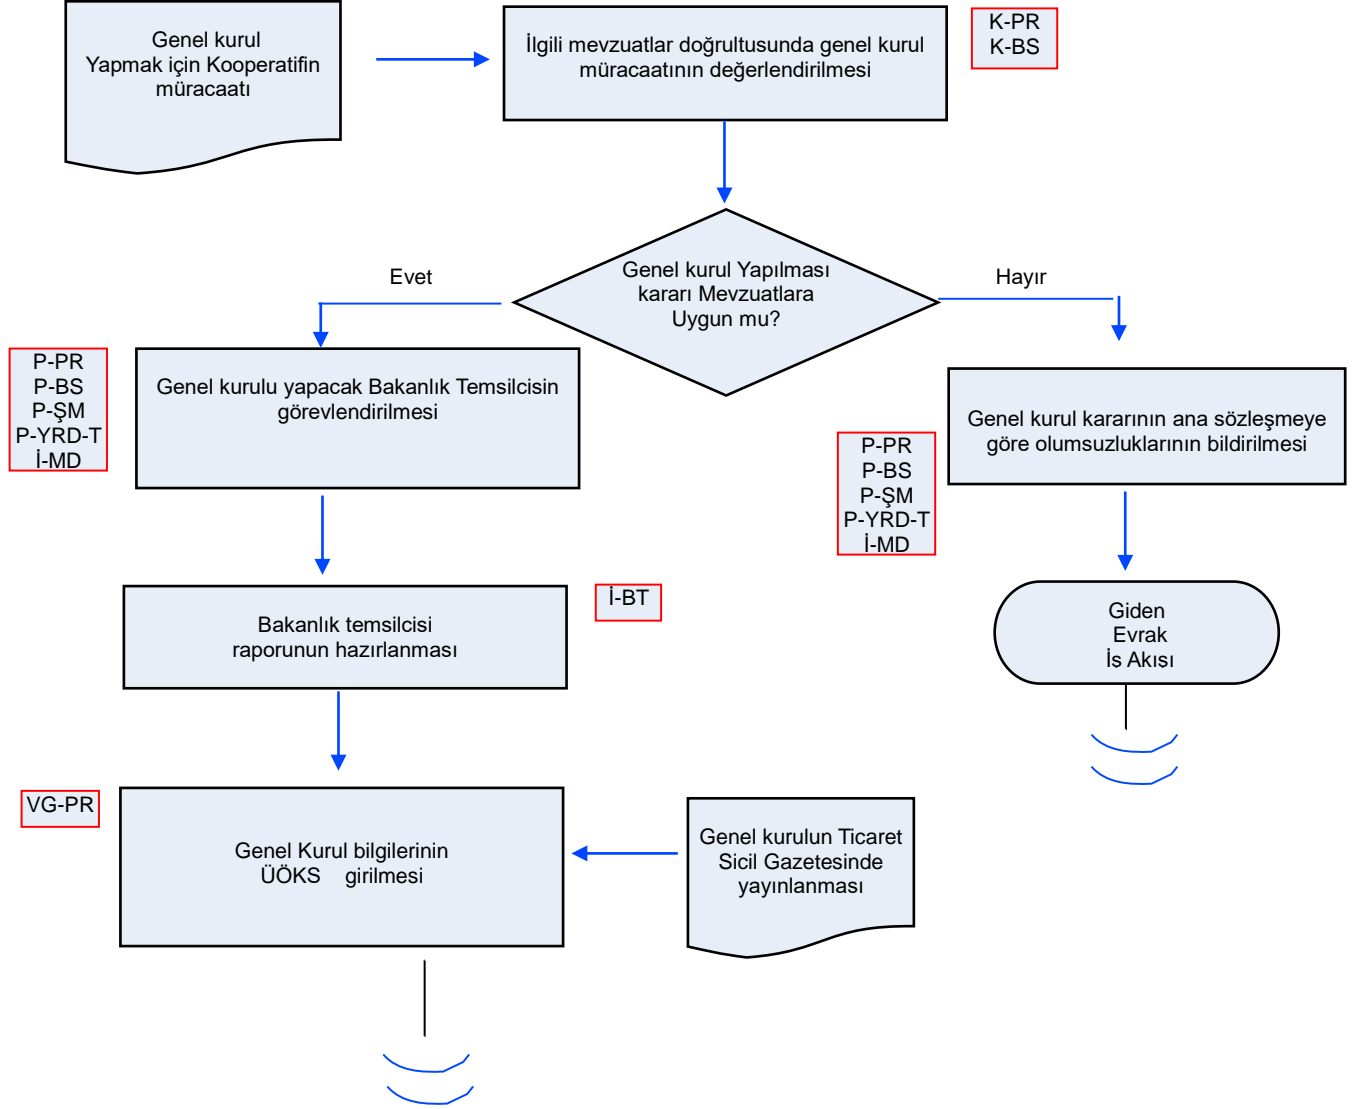 Genel kurul
Yapmak için Kooperatifin
müracaatı
İlgili mevzuatlar doğrultusunda genel kurul
müracaatının değerlendirilmesi
K-PR
K-BS
Genel kurul Yapılması
kararı Mevzuatlara
Uygun mu?
Evet
Hayır
P-PR
P-BS
P-ŞM
P-YRD-T
İ-MD
Genel kurulu yapacak Bakanlık Temsilcisin
görevlendirilmesi
Genel kurul kararının ana sözleşmeye
göre olumsuzluklarının bildirilmesi
P-PR
P-BS
P-ŞM
P-YRD-T
İ-MD
Bakanlık temsilcisi
raporunun hazırlanması
İ-BT
Giden
Evrak
İs Akısı
VG-PR
Genel Kurul bilgilerinin
ÜÖKS girilmesi
Genel kurulun Ticaret
Sicil Gazetesinde
yayınlanması